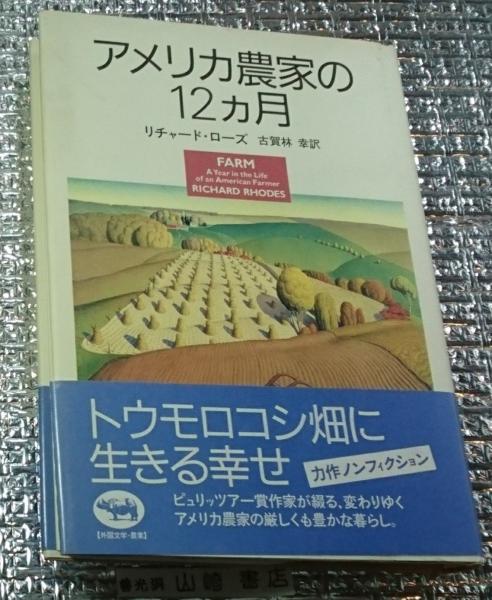 アメリカ農家の
12ヵ月
リチャード・ローズ 古賀林 幸訳
FARM
A Year in the Life
of an American Farmer
RICHARD RHODES
トウモロコシ畑に
生きる幸せ 力作ノンフィクション
ピュリッツアー賞作家が綴る、変わりゆく
アメリカ農家の厳しくも豊かな暮らし。
【外国文学・農業】
山崎書店